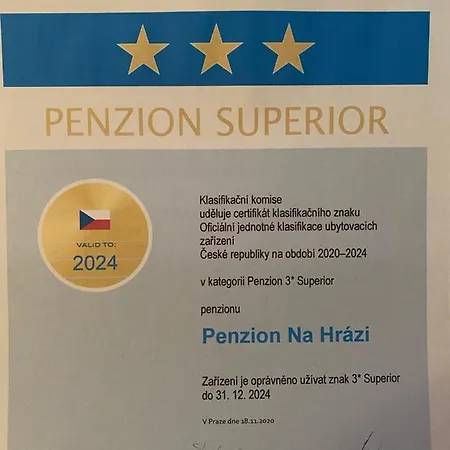 PENZION SUPERIOR
VALID TO:
2024
Klasifikační komise
uděluje certifikát klasifikačního znaku
Oficiální jednotné klasifikace ubytovacích
zařízení
České republiky na období 2020–2024
v kategorii Penzion 3* Superior
penzionu
Penzion Na Hrázi
Zařízení je oprávněno užívat znak 3* Superior
do 31. 12. 2024
V Praze dne 18.11.2020